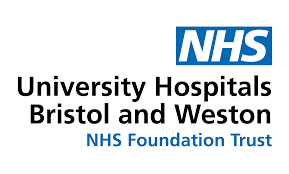 NHS
University Hospitals
Bristol and Weston
NHS Foundation Trust